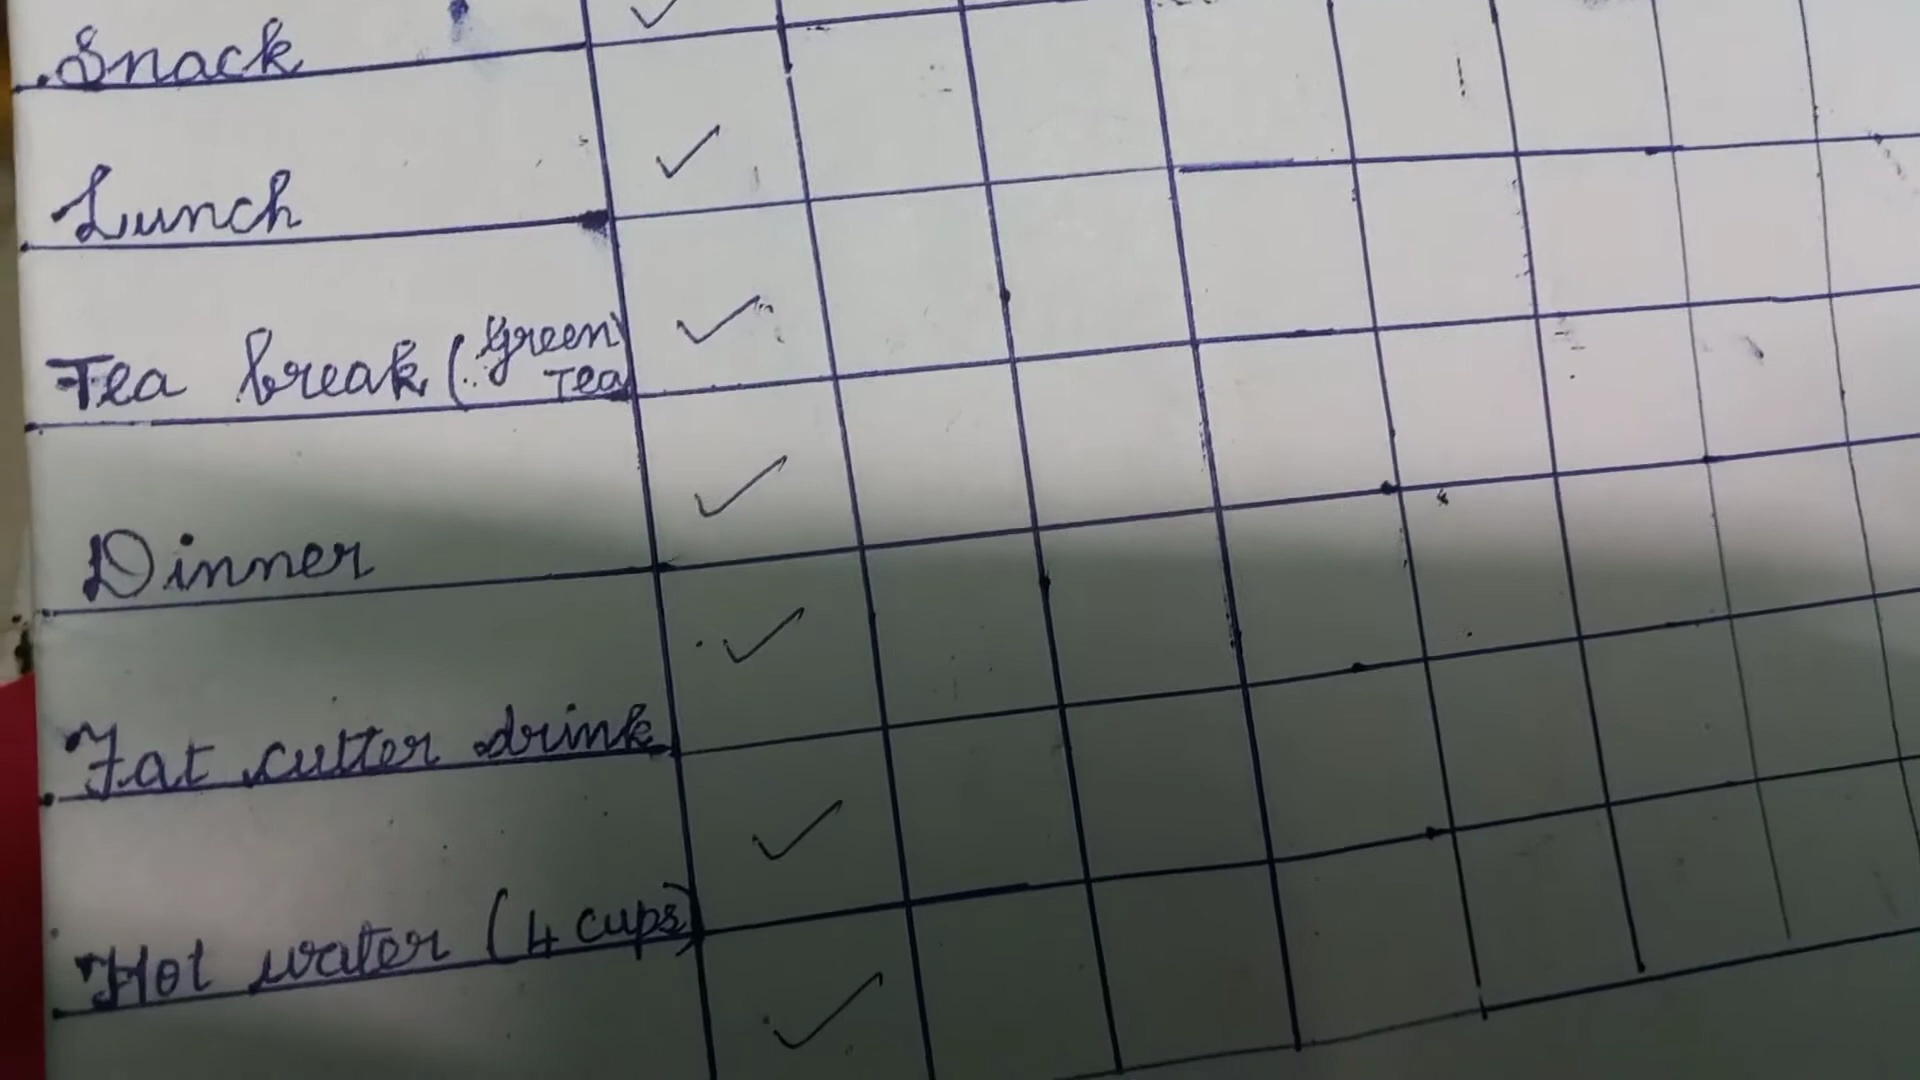 Snack ✓
Lunch ✓
Tea break (Green Tea) ✓
Dinner ✓
Fat cutter drink ✓
Hot water (4 cups) ✓
✓